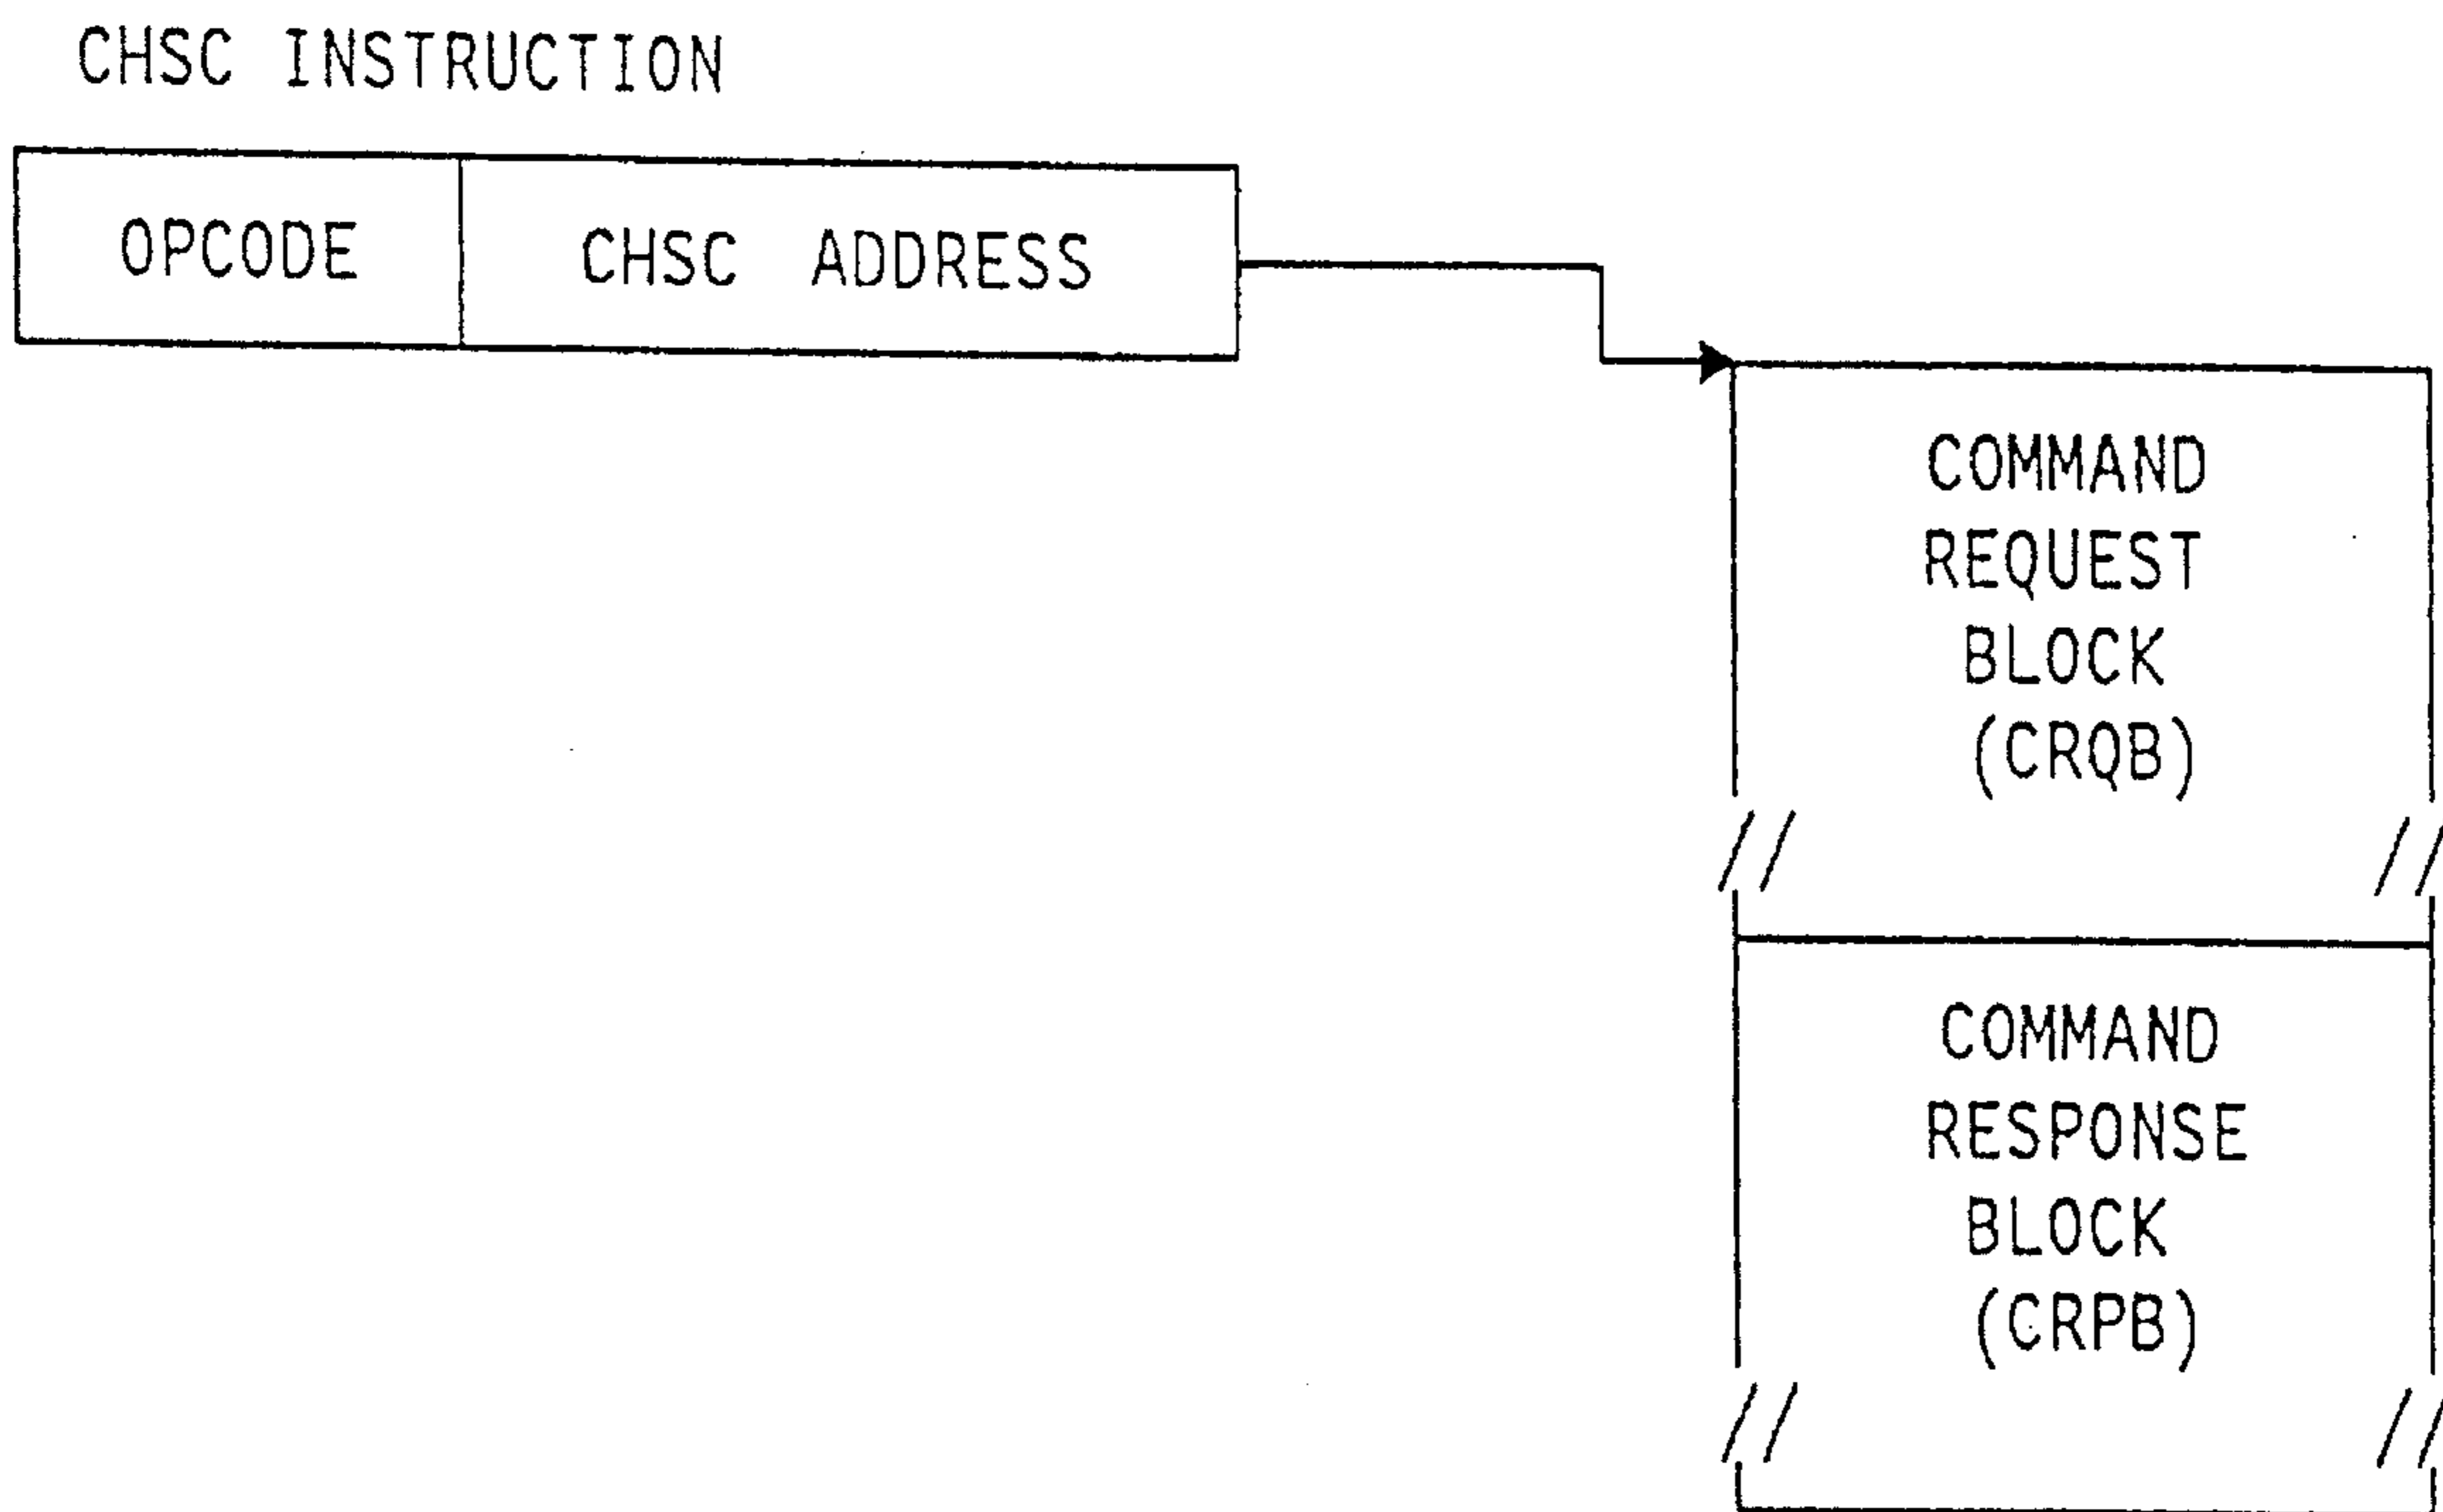 CHSC INSTRUCTION
OPCODE
CHSC ADDRESS
COMMAND
REQUEST
BLOCK
(CRQB)
COMMAND
RESPONSE
BLOCK
(CRPB)